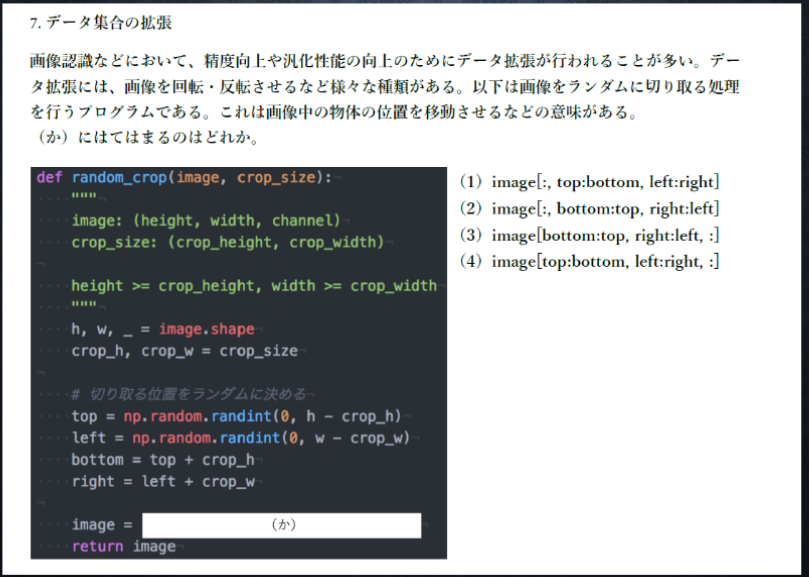 7. データ集合の拡張
画像認識などにおいて、精度向上や汎化性能の向上のためにデータ拡張が行われることが多い。デー
タ拡張には、画像を回転・反転させるなど様々な種類がある。以下は画像をランダムに切り取る処理
を行うプログラムである。これは画像中の物体の位置を移動させるなどの意味がある。
（か）にはてはまるのはどれか。
def random_crop(image, crop_size):
"""
image: (height, width, channel)
crop_size: (crop_height, crop_width)
height >= crop_height, width >= crop_width
"""
h, w, _ = image.shape
crop_h, crop_w = crop_size
# 切り取る位置をランダムに決める
top = np.random.randint(0, h - crop_h)
left = np.random.randint(0, w - crop_w)
bottom = top + crop_h
right = left + crop_w
image = （か）
return image
（1）image[:, top:bottom, left:right]
（2）image[:, bottom:top, right:left]
（3）image[bottom:top, right:left, :]
（4）image[top:bottom, left:right, :]